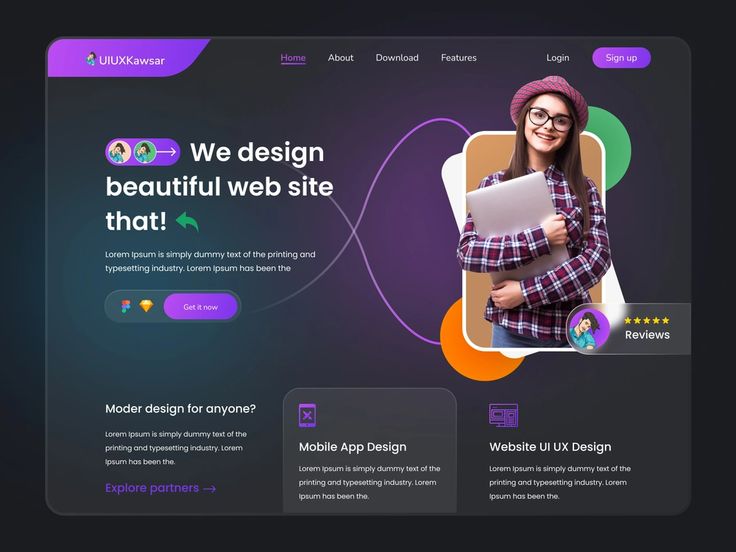 UIUXKawsar
Home
About
Download
Features
Login
Sign up
We design
beautiful web site
that!
Lorem Ipsum is simply dummy text of the printing and
typesetting industry. Lorem Ipsum has been the
Get it now
Reviews
Moder design for anyone?
Lorem Ipsum is simply dummy text of the
printing and typesetting industry. Lorem
Ipsum has been the.
Explore partners
Mobile App Design
Lorem Ipsum is simply dummy text of the
printing and typesetting industry. Lorem
Ipsum has been the.
Website UI UX Design
Lorem Ipsum is simply dummy text of the
printing and typesetting industry. Lorem
Ipsum has been the.